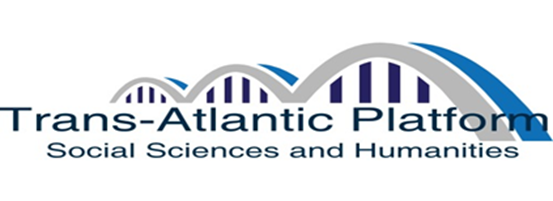 Trans-Atlantic Platform
Social Sciences and Humanities